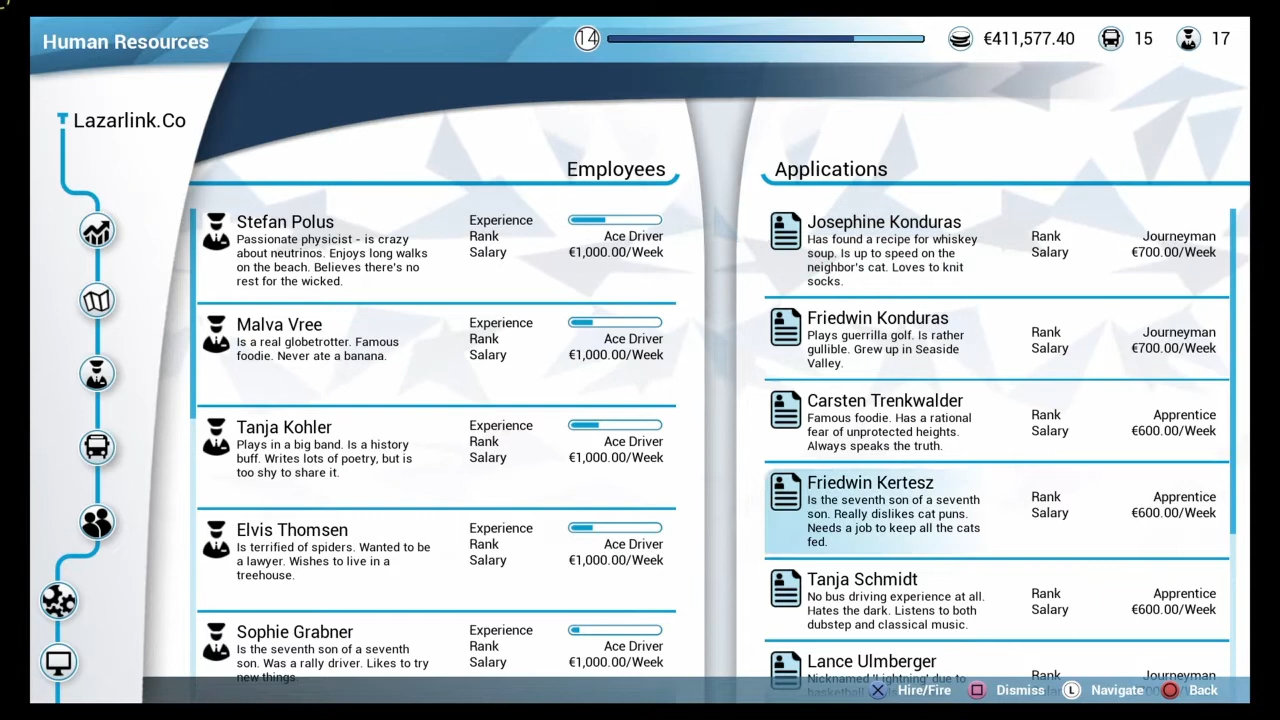 Human Resources
14
€411,577.40
15
17
Lazarlink.Co
Employees
Stefan Polus
Passionate physicist - is crazy
about neutrinos. Enjoys long walks
on the beach. Believes there's no
rest for the wicked.
Experience
Rank
Ace Driver
Salary
€1,000.00/Week
Malva Vree
Is a real globetrotter. Famous
foodie. Never ate a banana.
Experience
Rank
Ace Driver
Salary
€1,000.00/Week
Tanja Kohler
Plays in a big band. Is a history
buff. Writes lots of poetry, but is
too shy to share it.
Experience
Rank
Ace Driver
Salary
€1,000.00/Week
Elvis Thomsen
Is terrified of spiders. Wanted to be
a lawyer. Wishes to live in a
treehouse.
Experience
Rank
Ace Driver
Salary
€1,000.00/Week
Sophie Grabner
Is the seventh son of a seventh
son. Was a rally driver. Likes to try
new things.
Experience
Rank
Ace Driver
Salary
€1,000.00/Week
Applications
Josephine Konduras
Has found a recipe for whiskey
soup. Is up to speed on the
neighbor's cat. Loves to knit
socks.
Rank
Journeyman
Salary
€700.00/Week
Friedwin Konduras
Plays guerrilla golf. Is rather
gullible. Grew up in Seaside
Valley.
Rank
Journeyman
Salary
€700.00/Week
Carsten Trenkwalder
Famous foodie. Has a rational
fear of unprotected heights.
Always speaks the truth.
Rank
Apprentice
Salary
€600.00/Week
Friedwin Kertesz
Is the seventh son of a seventh
son. Really dislikes cat puns.
Needs a job to keep all the cats
fed.
Rank
Apprentice
Salary
€600.00/Week
Tanja Schmidt
No bus driving experience at all.
Hates the dark. Listens to both
dubstep and classical music.
Rank
Apprentice
Salary
€600.00/Week
Lance Ulmberger
Nicknamed 'Lightning' due to
basketball
Rank
Journeyman
Salary
Hire/Fire
Dismiss
L
Navigate
Back